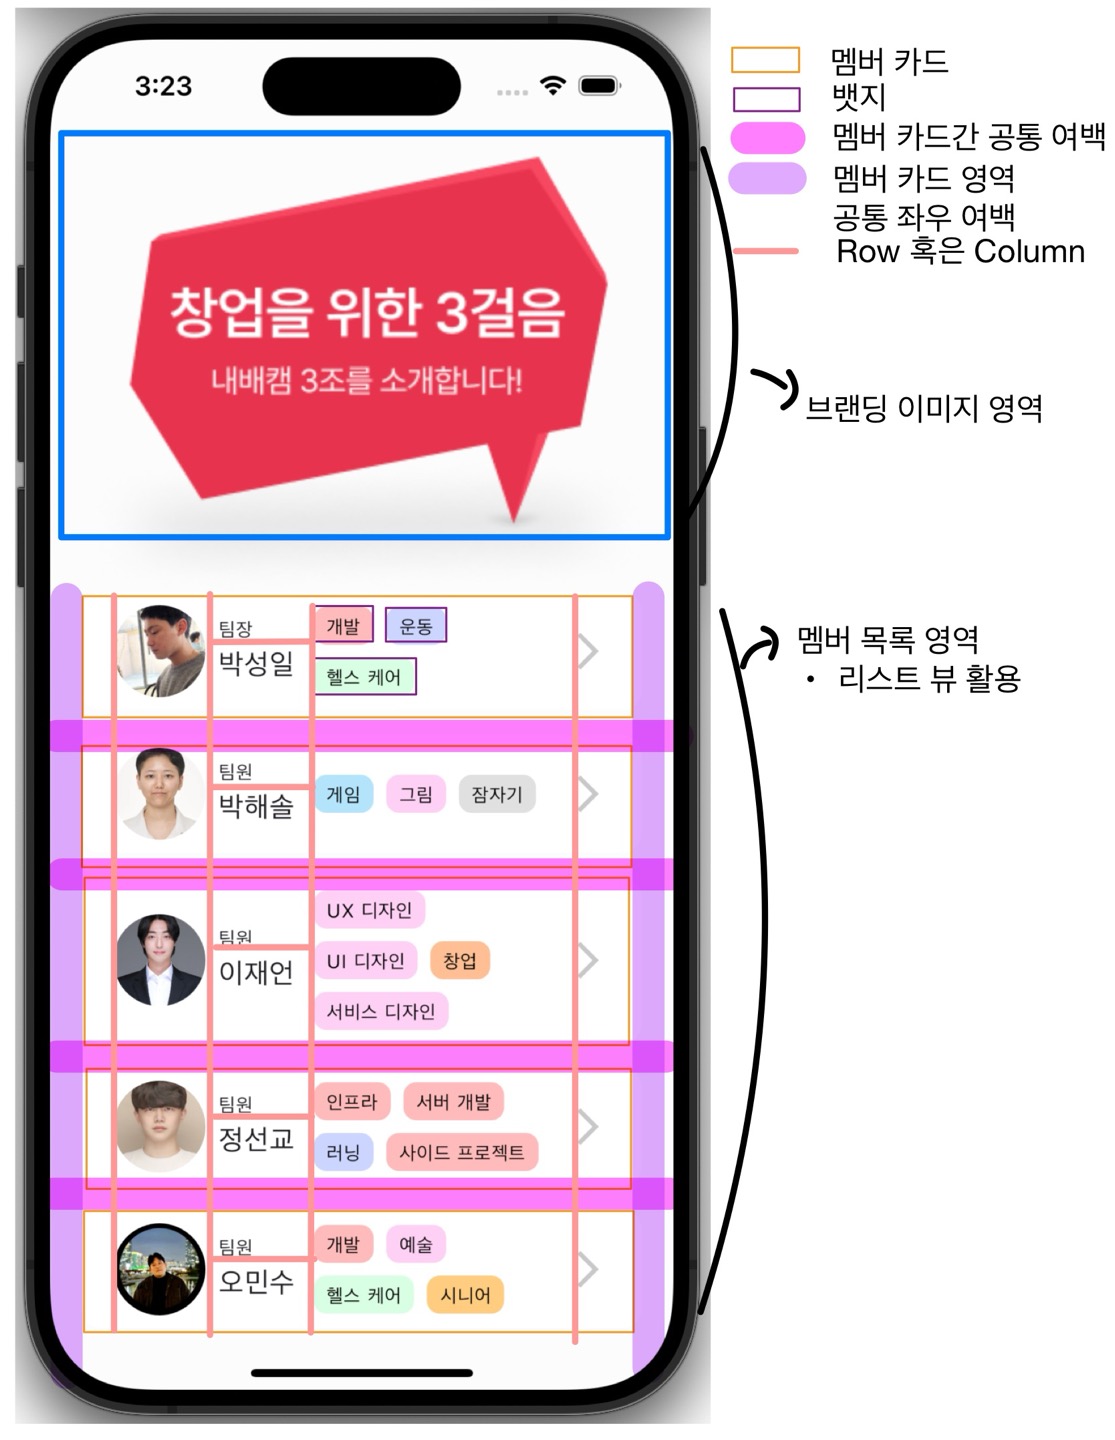 3:23
멤버 카드
뱃지
멤버 카드간 공통 여백
멤버 카드 영역
공통 좌우 여백
Row 혹은 Column
창업을 위한 3걸음
내배캠 3조를 소개합니다!
브랜딩 이미지 영역
멤버 목록 영역
• 리스트 뷰 활용
팀장
박성일
개발 운동
헬스 케어
팀원
박해솔
게임 그림 잠자기
팀원
이재언
UX 디자인
UI 디자인 창업
서비스 디자인
팀원
정선교
인프라 서버 개발
러닝 사이드 프로젝트
팀원
오민수
개발 예술
헬스 케어 시니어